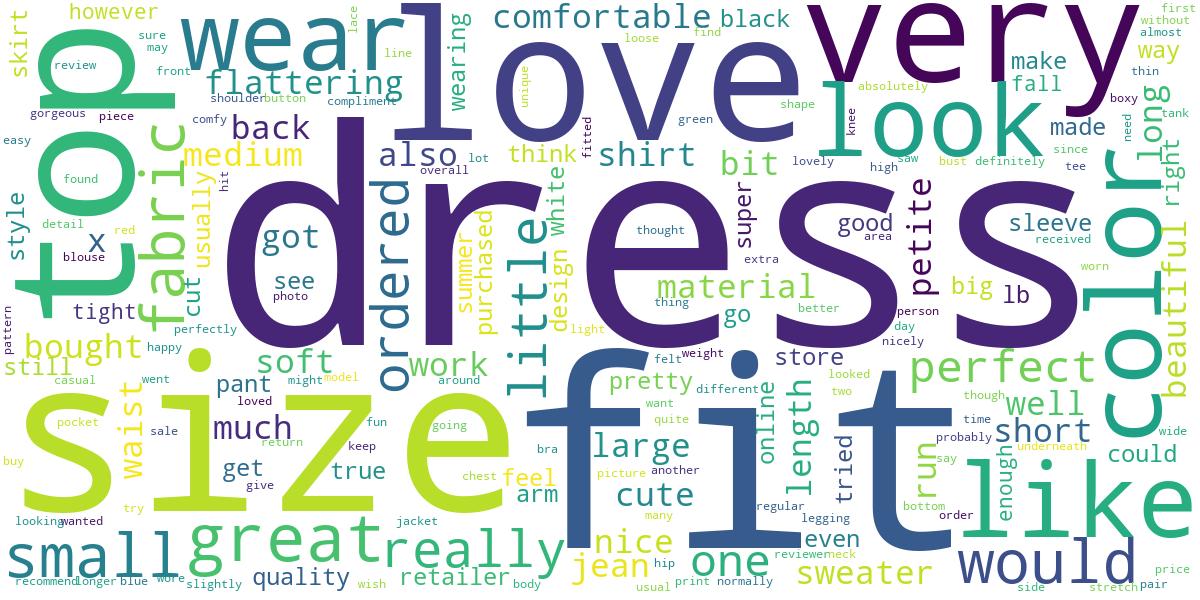 however
lace
comfortable
black
very
first
without
almost
skirt
sure
may
top
wear
love
line
loose
find
make
way
review
front
flattering
wearing
unique
absolutely
fall
thin
shoulder
button
compliment
shape
look
boxy
tank
long
gorgeous
piece
comfy
back
green
knee
made
need
easy
fabric
medium
also
lot
think
fitted
shirt
bit
lovely
high
saw
bust
definitely
since
tee
color
right
found
hit
overall
dress
style
usually
ordered
white
super
petite
detail
red
x
got
summer
purchased
little
design
thought
good
area
sleeve
received
blouse
see
extra
worn
beautiful
tight
cut
photo
material
thing
better
big
lb
pattern
perfectly
light
go
person
day
nicely
bought
happy
soft
work
felt
weight
store
perfect
still
casual
went
might
model
around
pretty
different
looked
two
though
pant
loved
want
online
length
well
size
waist
fun
fit
pocket
sale
much
return
keep
going
quite
time
short
wide
bra
large
tried
probably
underneath
could
buy
get
give
true
chest
feel
picture
another
run
say
enough
like
try
arm
cute
many
regular
legging
bottom
order
looking
wanted
jacket
great
really
nice
even
small
quality
retailer
jean
hip
one
reviewer
neck
sweater
would
price
recommend
longer
blue
wore
slightly
wish
body
usual
print
normally
side
stretch
pair